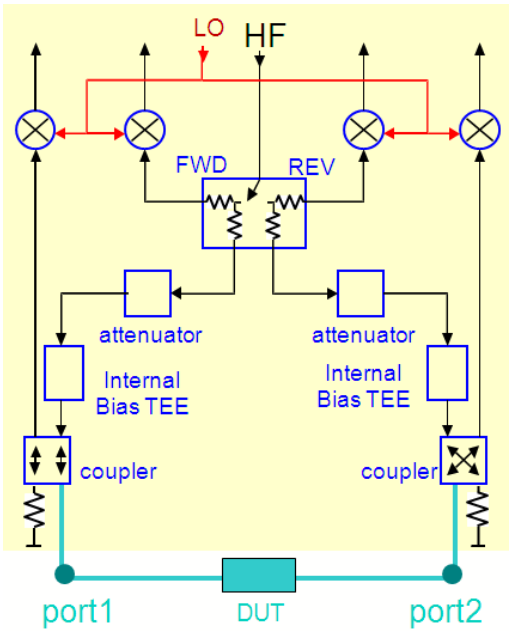 LO
HF
FWD
REV
attenuator
attenuator
Internal
Bias TEE
Internal
Bias TEE
coupler
coupler
port1
DUT
port2